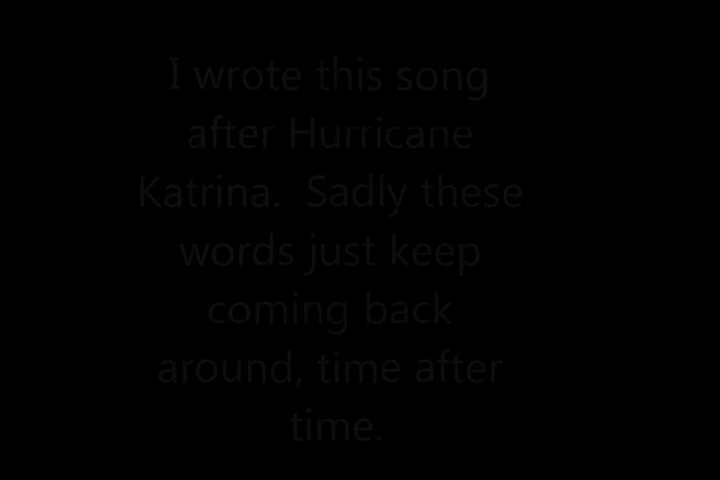 I wrote this song
after Hurricane
Katrina.  Sadly these
words just keep
coming back
around, time after
time.